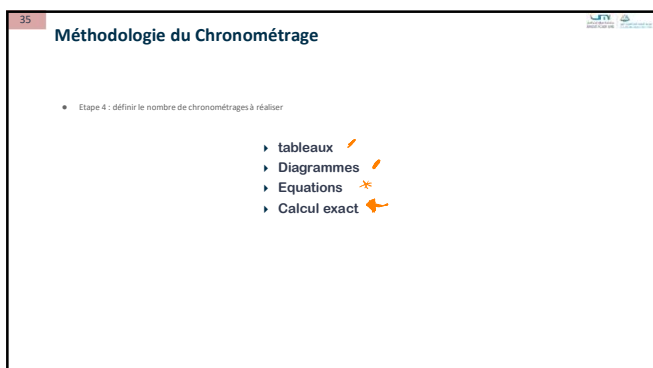 35
Méthodologie du Chronométrage
Etape 4 : définir le nombre de chronométrages à réaliser
tableaux
Diagrammes
Equations
Calcul exact